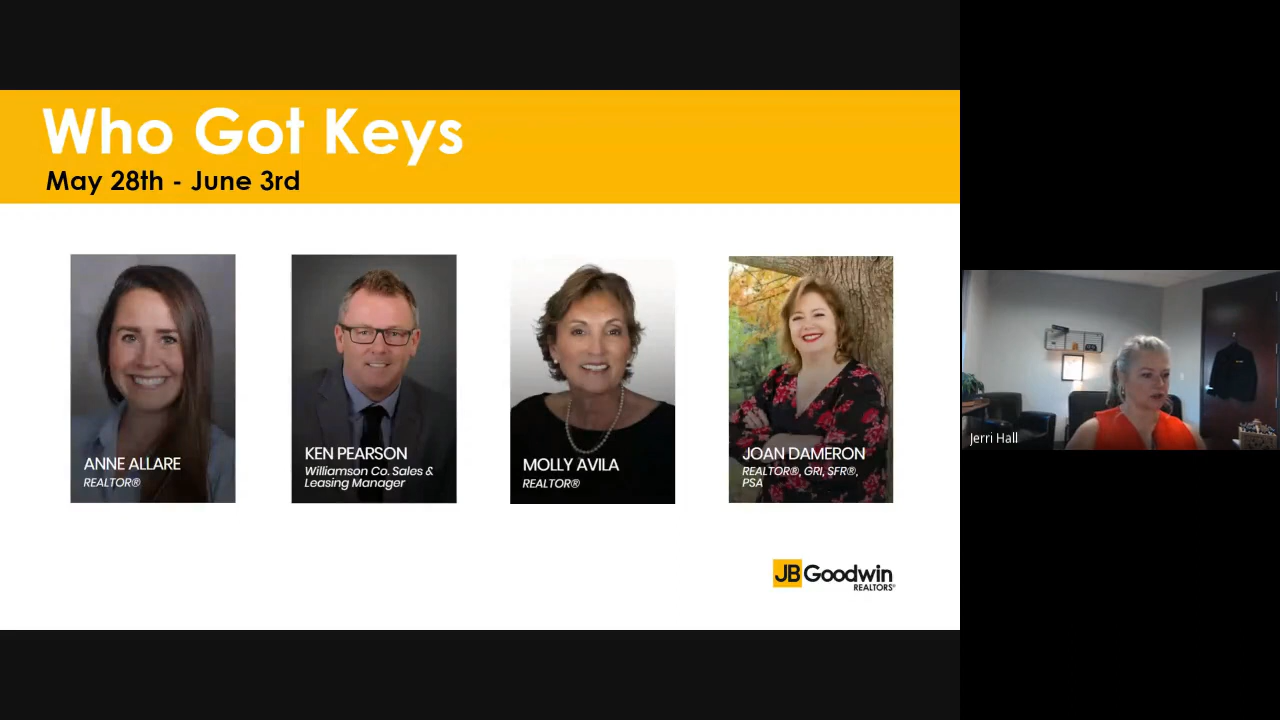 Who Got Keys
May 28th - June 3rd
ANNE ALLARE
REALTOR®
KEN PEARSON
Williamson Co. Sales &
Leasing Manager
MOLLY AVILA
REALTOR®
JOAN DAMERON
REALTOR®, GRI, SFR®,
PSA
JB Goodwin
REALTORS®
Jerri Hall